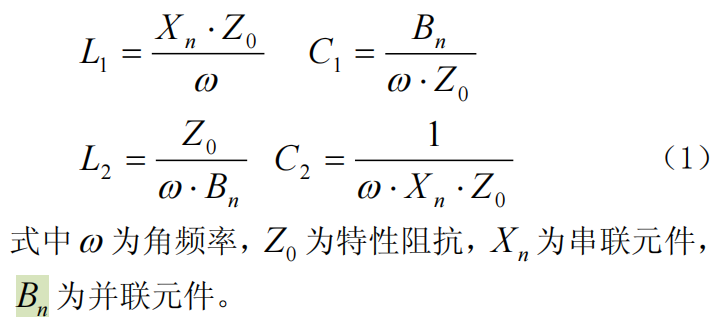 L₁ = (Xₙ · Z₀) / ω    C₁ = Bₙ / (ω · Z₀)
L₂ = Z₀ / (ω · Bₙ)    C₂ = 1 / (ω · Xₙ · Z₀)    （1）
式中 ω 为角频率，Z₀ 为特性阻抗，Xₙ 为串联元件，
Bₙ 为并联元件。